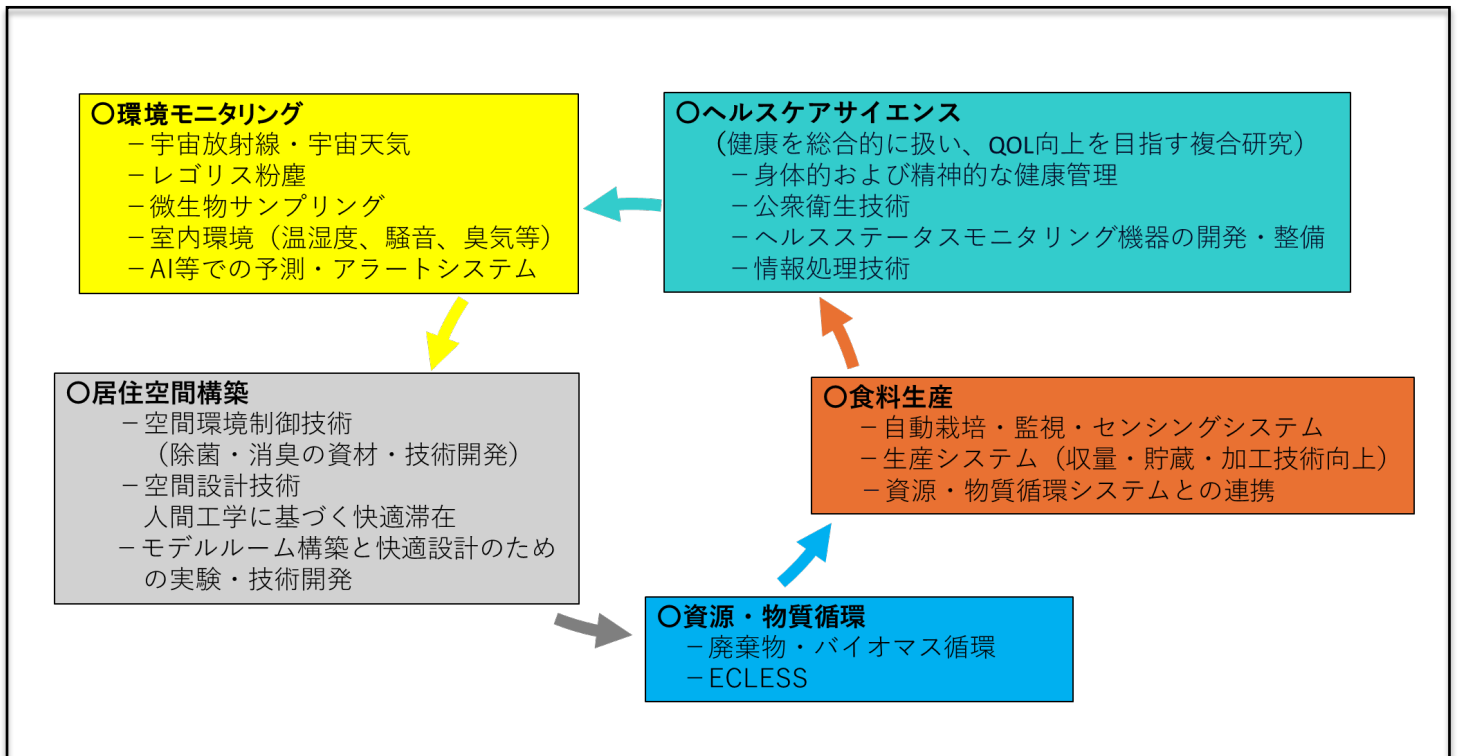 〇環境モニタリング
－宇宙放射線・宇宙天気
－レゴリス粉塵
－微生物サンプリング
－室内環境（温湿度、騒音、臭気等）
－AI等での予測・アラートシステム
〇ヘルスケアサイエンス
（健康を総合的に扱い、QOL向上を目指す複合研究）
－身体的および精神的な健康管理
－公衆衛生技術
－ヘルスステータスモニタリング機器の開発・整備
－情報処理技術
〇居住空間構築
－空間環境制御技術
（除菌・消臭の資材・技術開発）
－空間設計技術
人間工学に基づく快適滞在
－モデルルーム構築と快適設計のため
の実験・技術開発
〇食料生産
－自動栽培・監視・センシングシステム
－生産システム（収量・貯蔵・加工技術向上）
－資源・物質循環システムとの連携
〇資源・物質循環
－廃棄物・バイオマス循環
－ECLESS